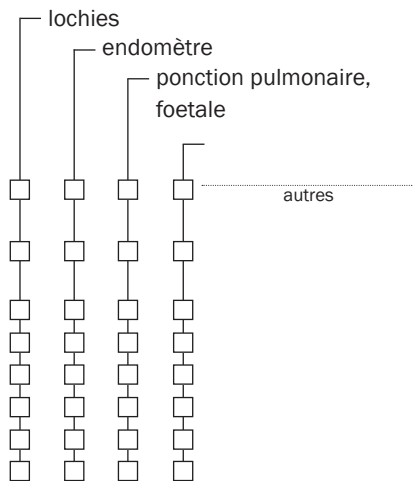 lochies
endomètre
ponction pulmonaire,
foetale
autres